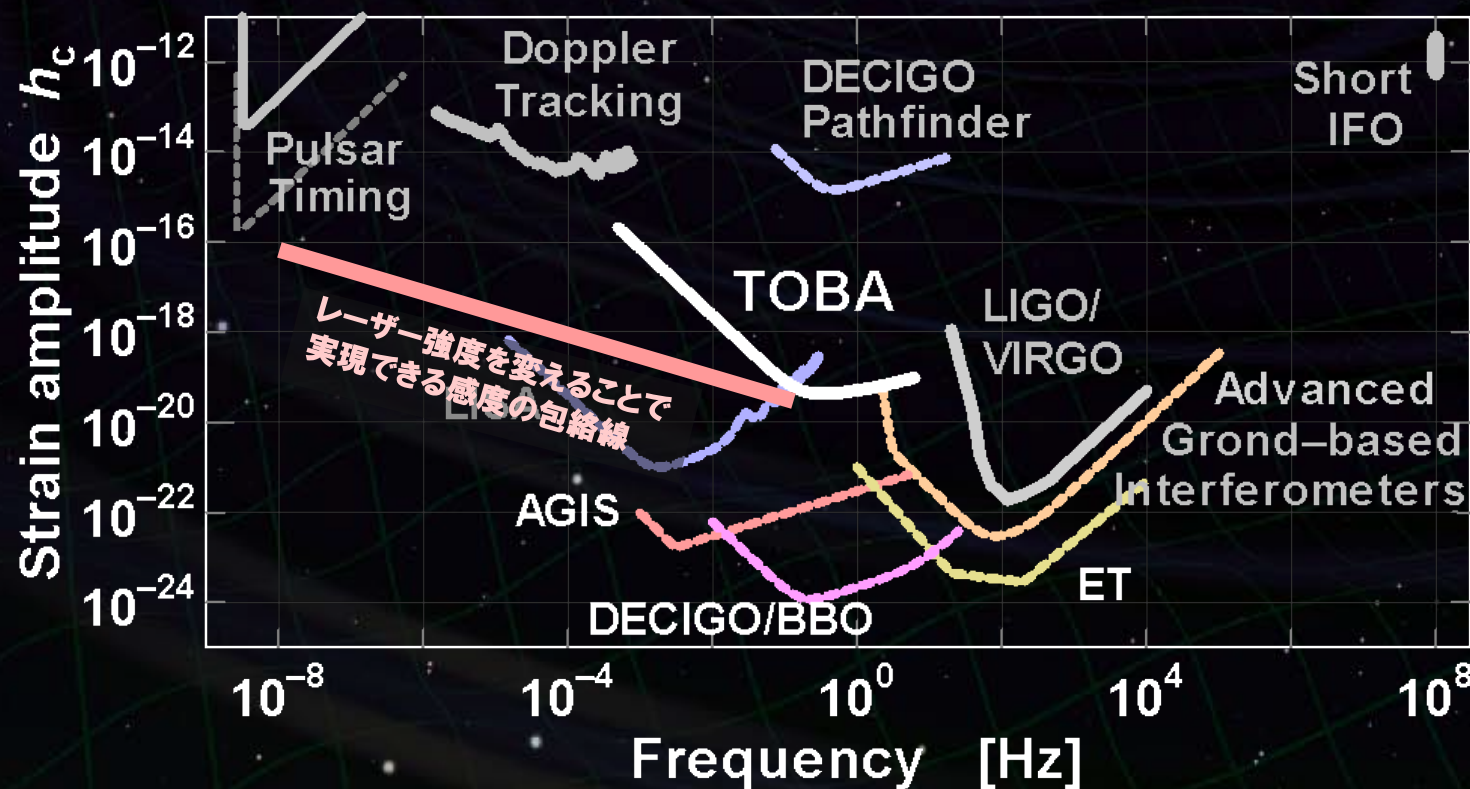 Strain amplitude h_c
10^−12
10^−14
10^−16
10^−18
10^−20
10^−22
10^−24
Doppler
Tracking
DECIGO
Pathfinder
Short
IFO
Pulsar
Timing
TOBA
LIGO/
VIRGO
レーザー強度を変えることで
実現できる感度の包絡線
Advanced
Grond–based
Interferometers
AGIS
ET
DECIGO/BBO
10^−8
10^−4
10^0
10^4
10^8
Frequency [Hz]